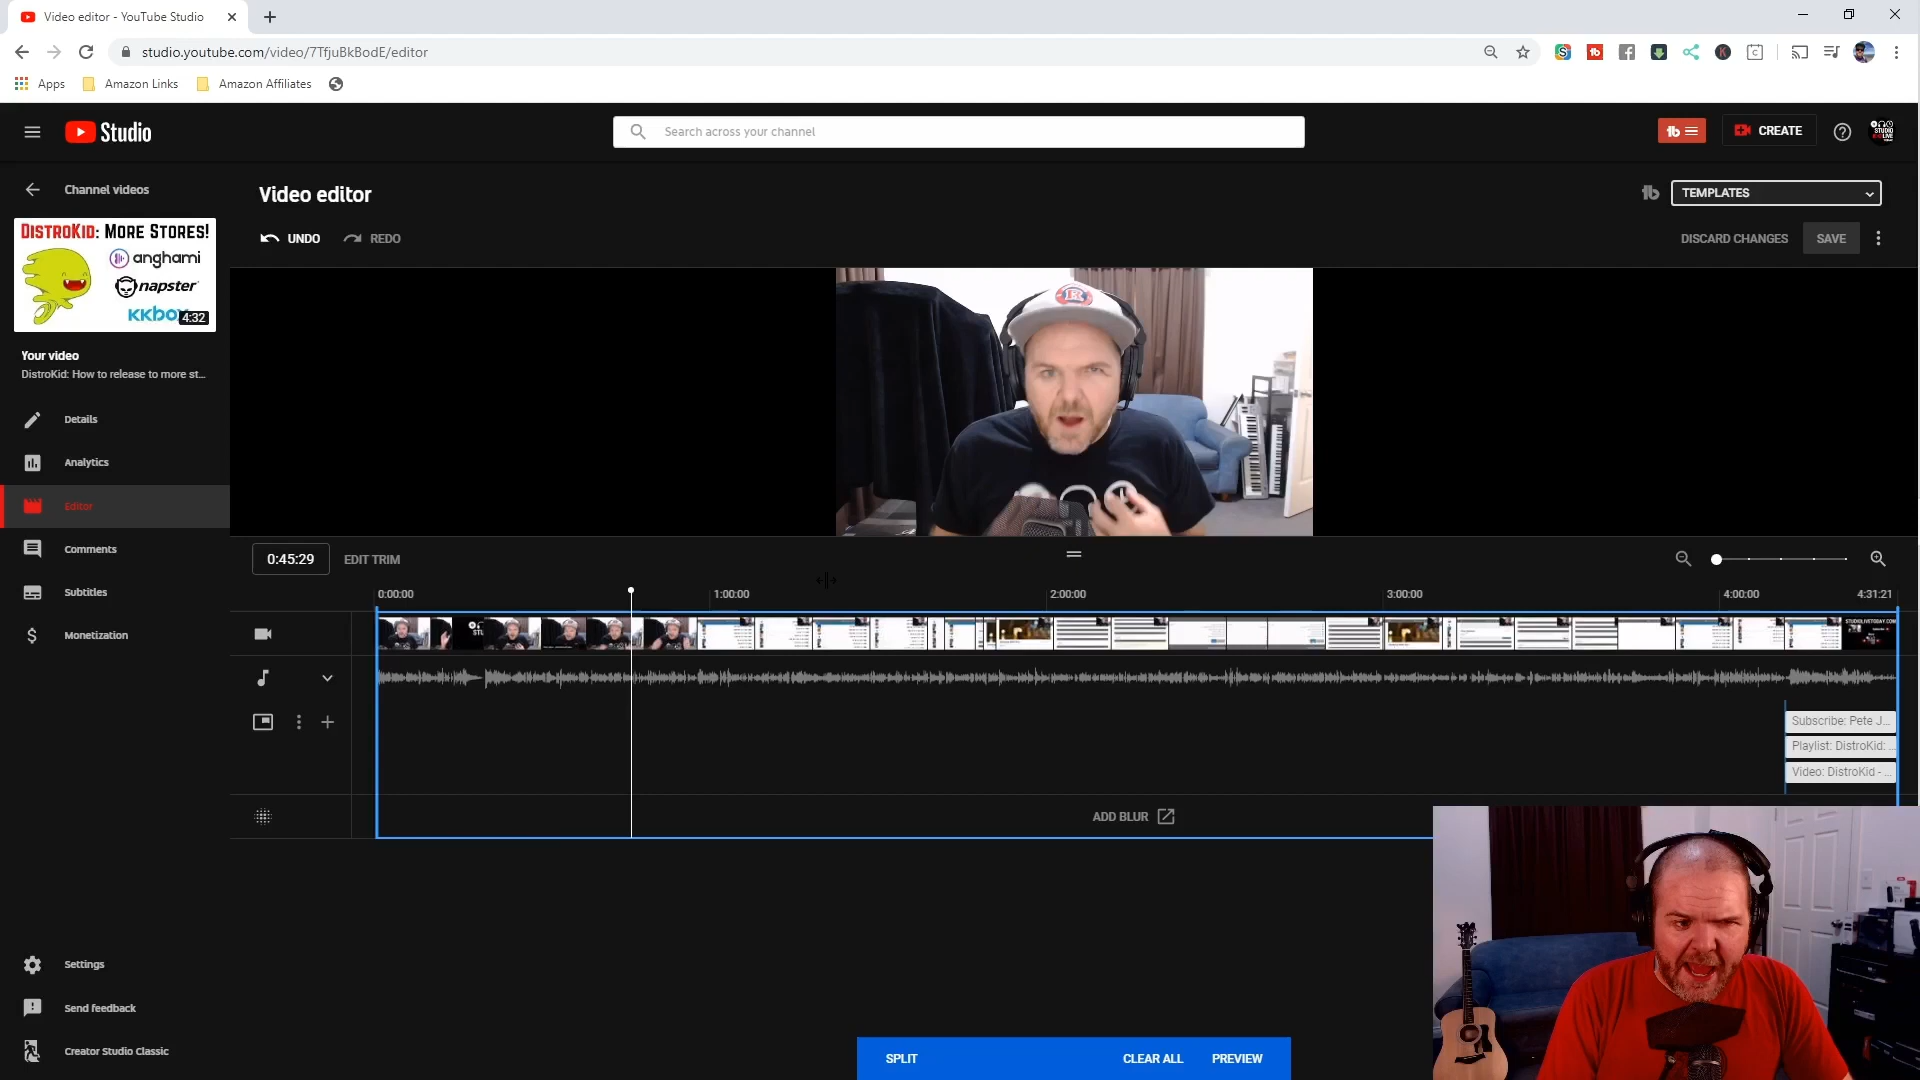 Video editor - YouTube Studio
studio.youtube.com/video/7TfjuBkBodE/editor
Apps
Amazon Links
Amazon Affiliates
Studio
Search across your channel
CREATE
Channel videos
Video editor
TEMPLATES
DISTROKID: MORE STORES!
anghami
napster
KKBO
4:32
UNDO
REDO
DISCARD CHANGES
SAVE
Your video
DistroKid: How to release to more st...
Details
Analytics
Editor
Comments
Subtitles
Monetization
0:45:29
EDIT TRIM
0:00:00
1:00:00
2:00:00
3:00:00
4:00:00
4:31:21
Subscribe: Pete J...
Playlist: DistroKid: ...
Video: DistroKid - ...
ADD BLUR
Settings
Send feedback
Creator Studio Classic
SPLIT
CLEAR ALL
PREVIEW